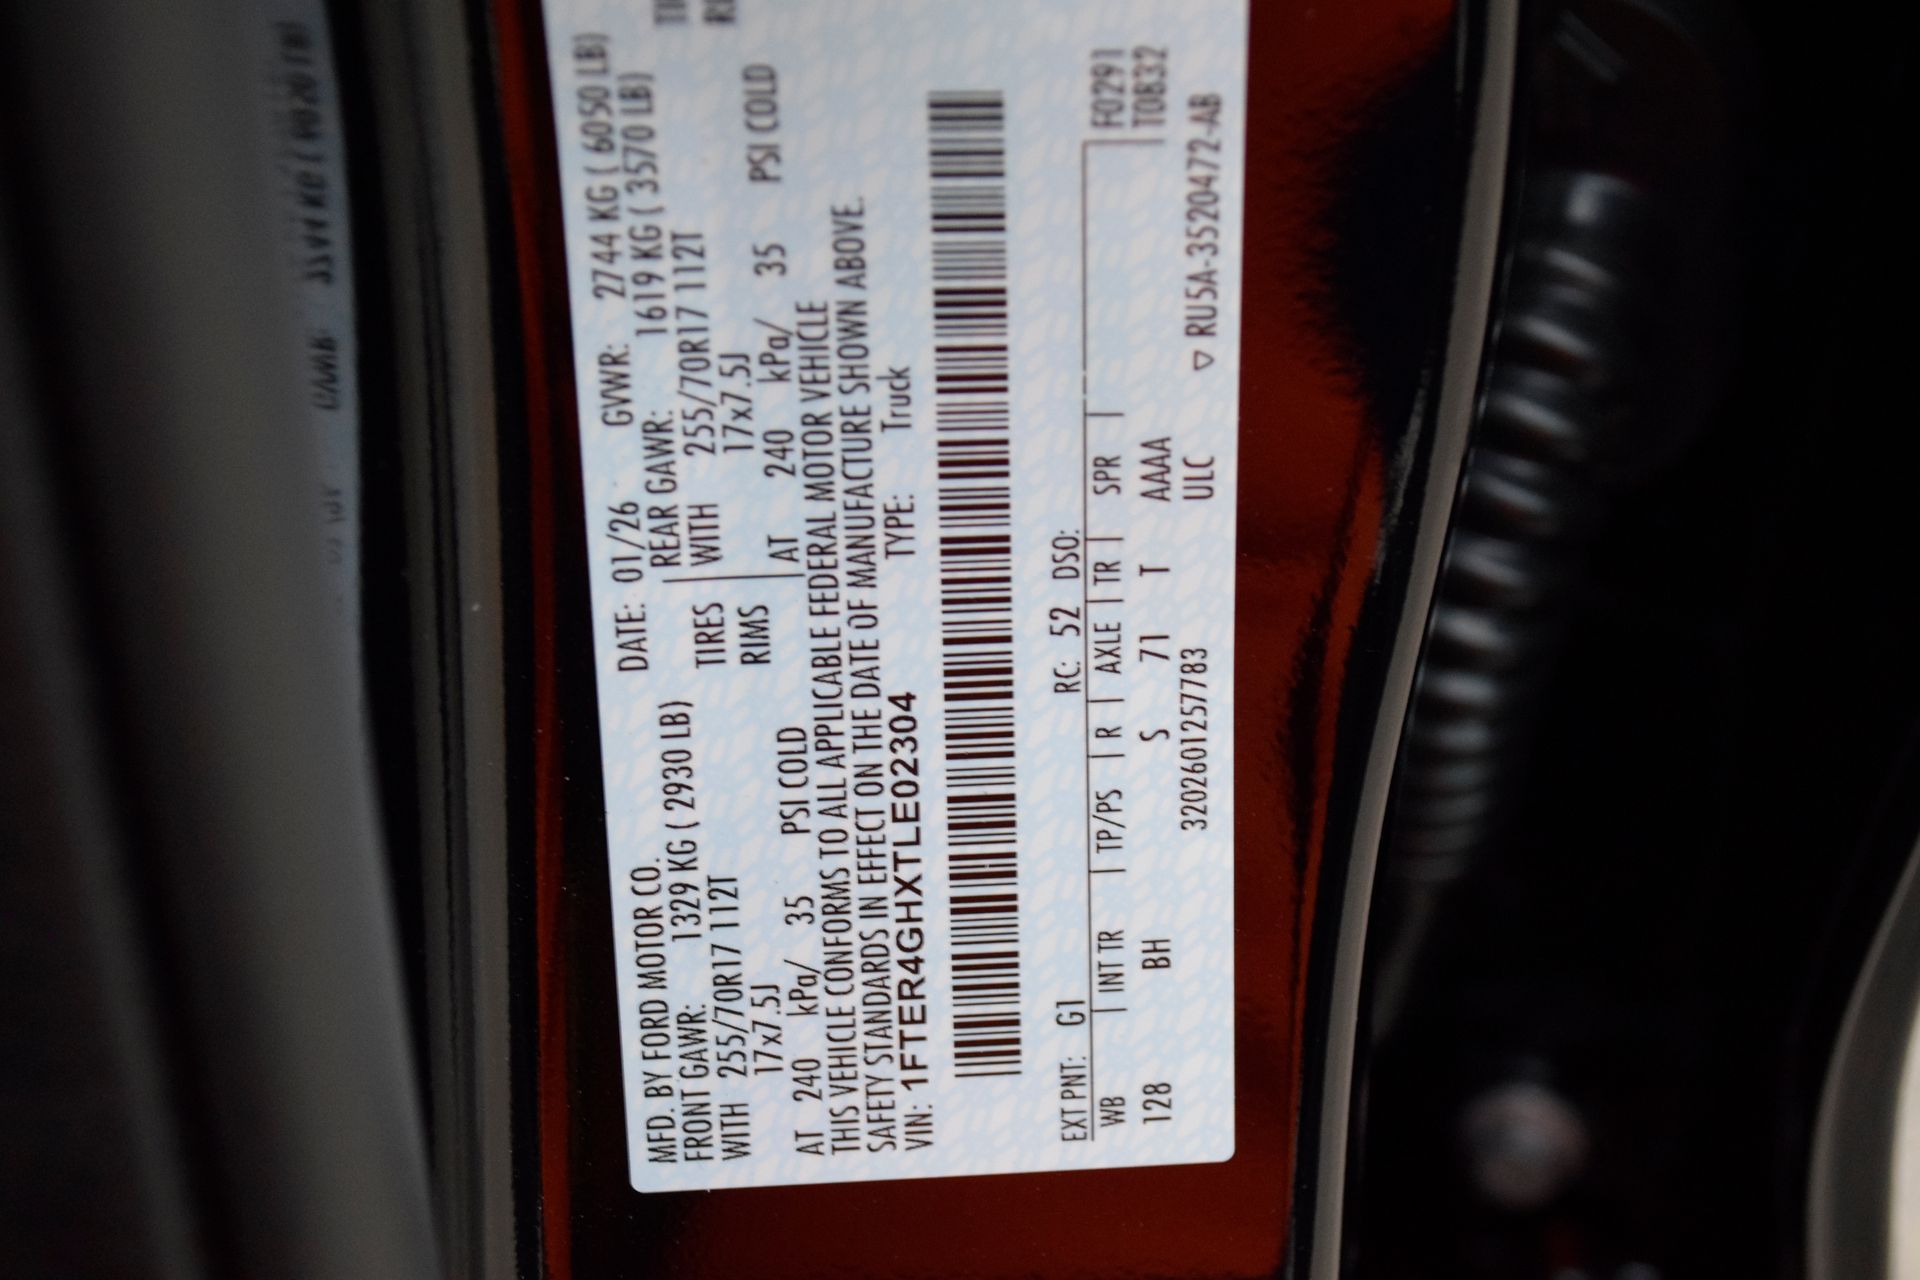 MFD. BY FORD MOTOR CO. DATE: 01/26 GVWR: 2744 KG ( 6050 LB)
FRONT GAWR: 1329 KG ( 2930 LB) REAR GAWR: 1619 KG ( 3570 LB)
WITH 255/70R17 112T TIRES WITH 255/70R17 112T
17x7.5J RIMS 17x7.5J
AT 240 kPa/ 35 PSI COLD AT 240 kPa/ 35 PSI COLD
THIS VEHICLE CONFORMS TO ALL APPLICABLE FEDERAL MOTOR VEHICLE
SAFETY STANDARDS IN EFFECT ON THE DATE OF MANUFACTURE SHOWN ABOVE.
VIN: 1FTER4GHXTLE02304 TYPE: Truck
EXT PNT: G1 RC: 52 DSO: F0291
WB | INT TR | TP/PS | R | AXLE | TR | SPR | T0B32
128 BH S 71 T AAAA
3202601257783 ULC ▽ RU5A-3520472-AB